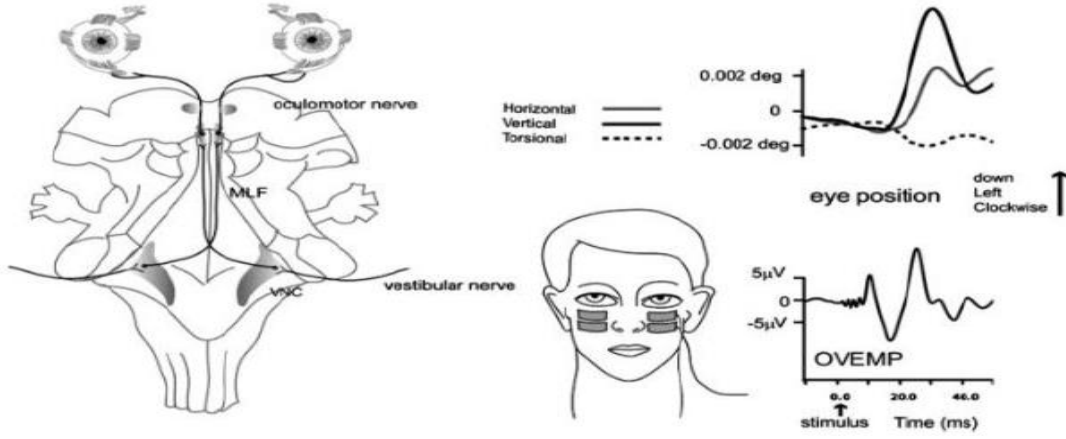 oculomotor nerve
MLF
VNC
vestibular nerve
Horizontal
Vertical
Torsional
0.002 deg
0
-0.002 deg
eye position
down
Left
Clockwise
5µV
0
-5µV
OVEMP
0.0 20.0 40.0
stimulus Time (ms)